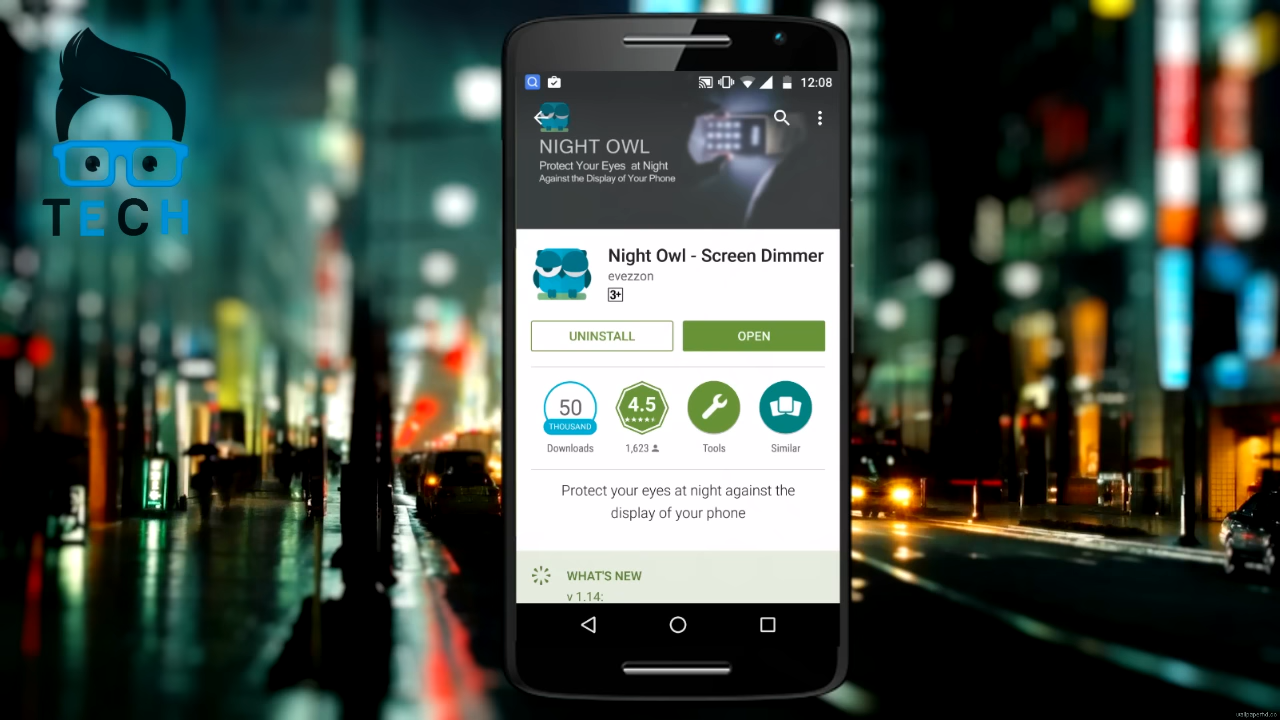 TECH
12:08
NIGHT OWL
Protect Your Eyes at Night
Against the Display of Your Phone
Night Owl - Screen Dimmer
evezzon
3+
UNINSTALL
OPEN
50
THOUSAND
Downloads
4.5
1,623
Tools
Similar
Protect your eyes at night against the
display of your phone
WHAT'S NEW
v 1.14: